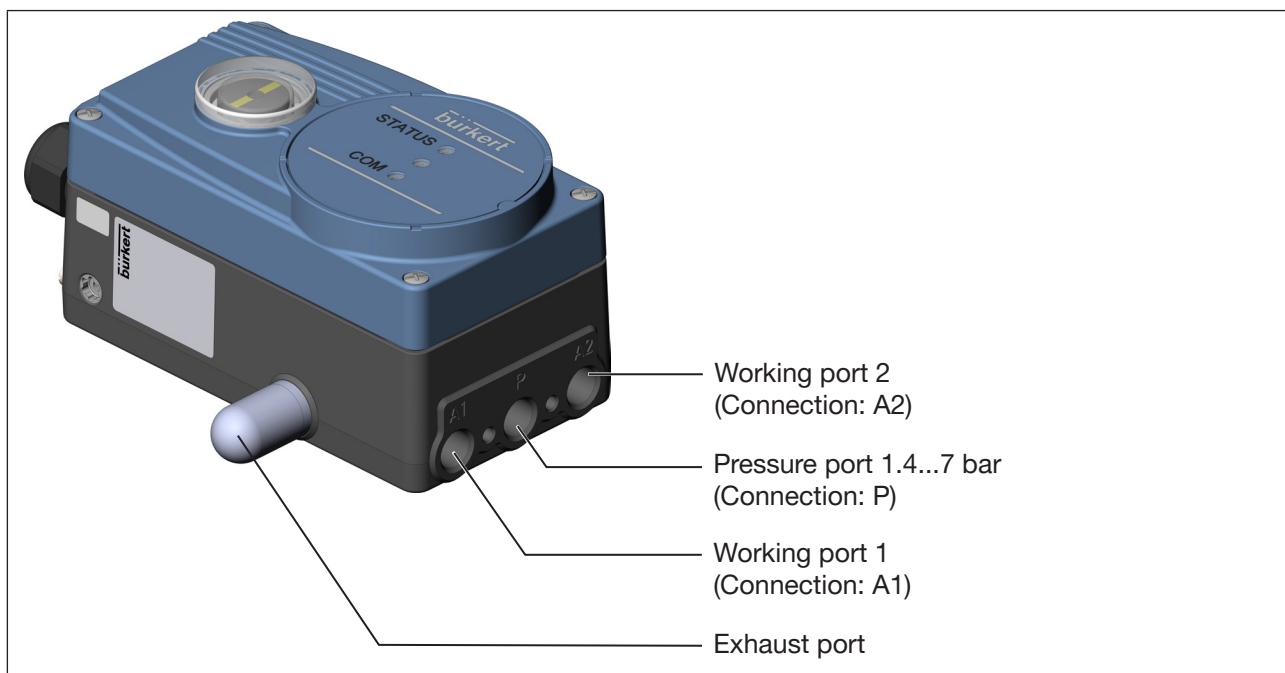 bürkert
STATUS
COM
bürkert
A2
P
A1
Working port 2
(Connection: A2)
Pressure port 1.4...7 bar
(Connection: P)
Working port 1
(Connection: A1)
Exhaust port